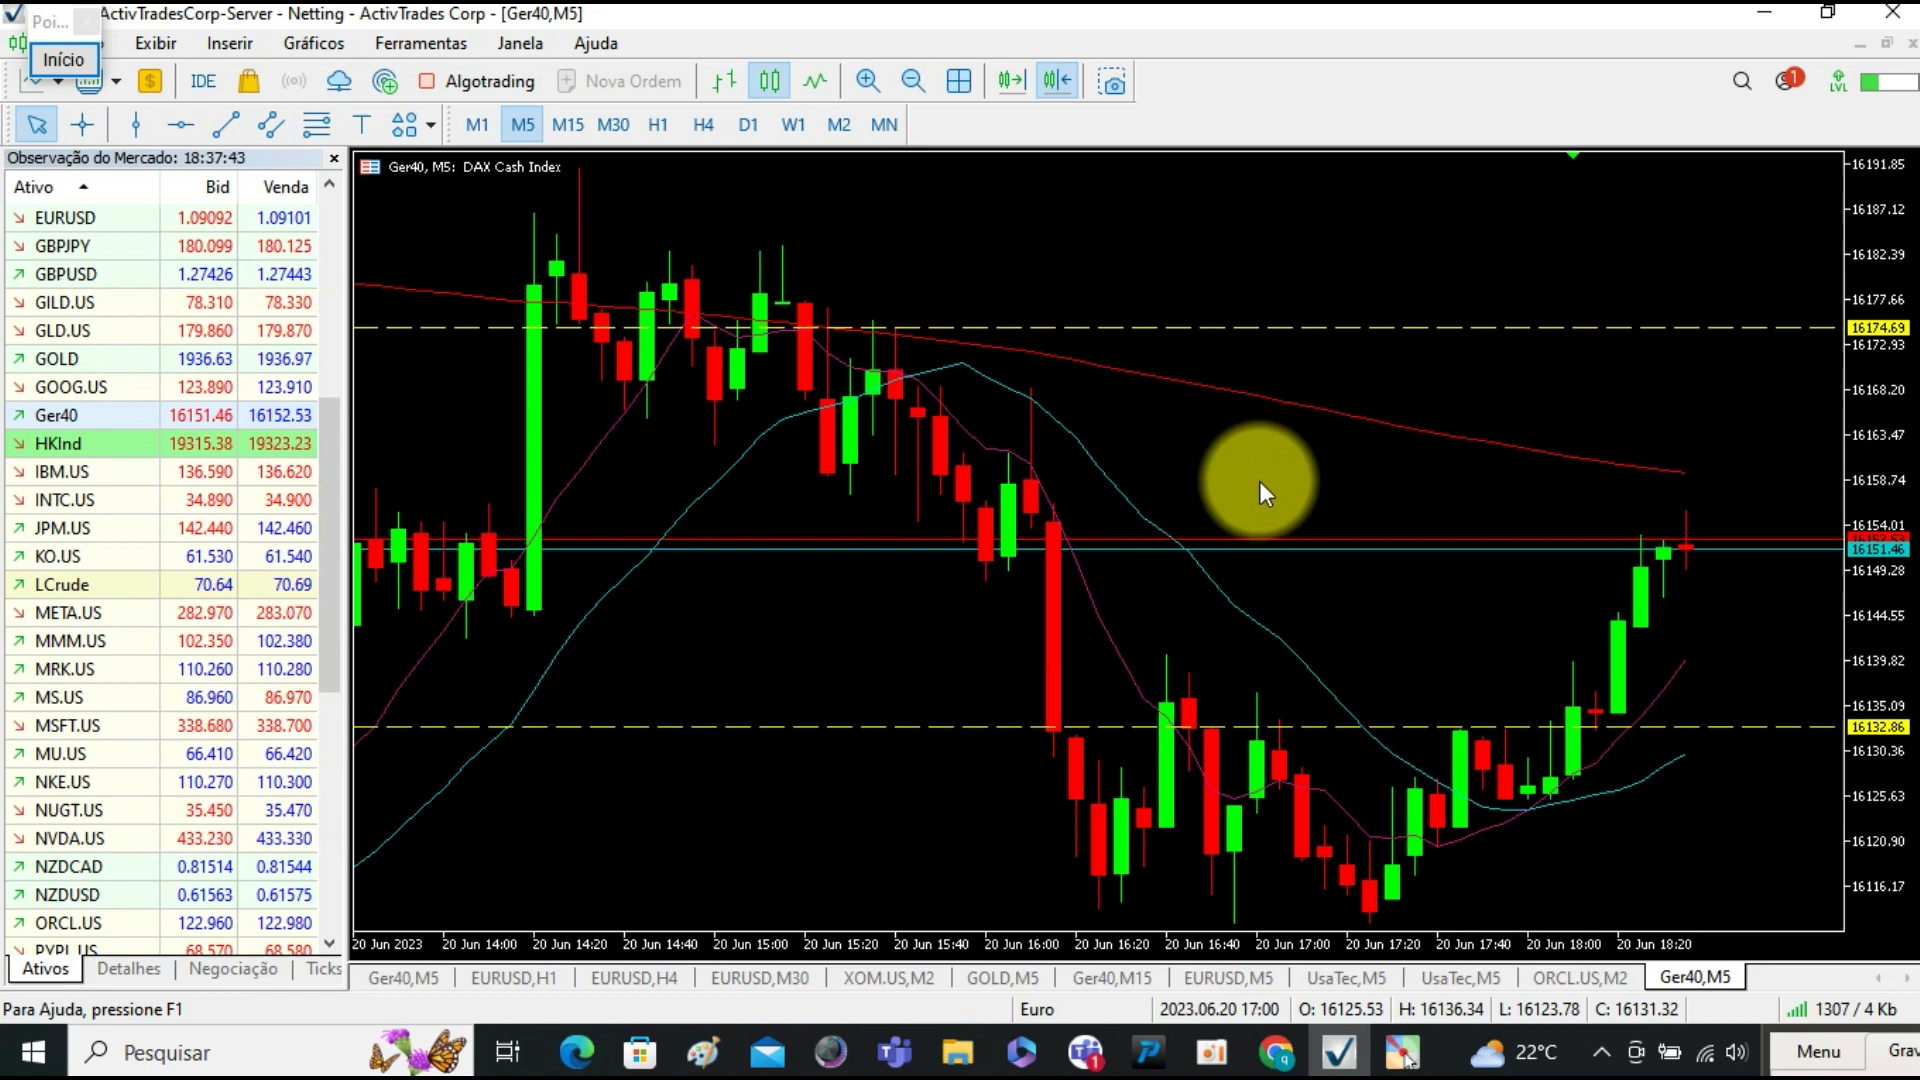 ActivTradesCorp-Server - Netting - ActivTrades Corp - [Ger40,M5]
Poi...
Início
Exibir Inserir Gráficos Ferramentas Janela Ajuda
IDE Algotrading Nova Ordem 1 LVL
M1 M5 M15 M30 H1 H4 D1 W1 M2 MN
Observação do Mercado: 18:37:43
Ativo Bid Venda
EURUSD 1.09092 1.09101
GBPJPY 180.099 180.125
GBPUSD 1.27426 1.27443
GILD.US 78.310 78.330
GLD.US 179.860 179.870
GOLD 1936.63 1936.97
GOOG.US 123.890 123.910
Ger40 16151.46 16152.53
HKInd 19315.38 19323.23
IBM.US 136.590 136.620
INTC.US 34.890 34.900
JPM.US 142.440 142.460
KO.US 61.530 61.540
LCrude 70.64 70.69
META.US 282.970 283.070
MMM.US 102.350 102.380
MRK.US 110.260 110.280
MS.US 86.960 86.970
MSFT.US 338.680 338.700
MU.US 66.410 66.420
NKE.US 110.270 110.300
NUGT.US 35.450 35.470
NVDA.US 433.230 433.330
NZDCAD 0.81514 0.81544
NZDUSD 0.61563 0.61575
ORCL.US 122.960 122.980
PYPL.US 68.570 68.580
Ativos Detalhes Negociação Ticks
Ger40, M5: DAX Cash Index
16191.85
16187.12
16182.39
16177.66
16174.69
16172.93
16168.20
16163.47
16158.74
16154.01
16152.53
16151.46
16149.28
16144.55
16139.82
16135.09
16132.86
16130.36
16125.63
16120.90
16116.17
20 Jun 2023 20 Jun 14:00 20 Jun 14:20 20 Jun 14:40 20 Jun 15:00 20 Jun 15:20 20 Jun 15:40 20 Jun 16:00 20 Jun 16:20 20 Jun 16:40 20 Jun 17:00 20 Jun 17:20 20 Jun 17:40 20 Jun 18:00 20 Jun 18:20
Ger40,M5 EURUSD,H1 EURUSD,H4 EURUSD,M30 XOM.US,M2 GOLD,M5 Ger40,M15 EURUSD,M5 UsaTec,M5 UsaTec,M5 ORCL.US,M2 Ger40,M5
Para Ajuda, pressione F1 Euro 2023.06.20 17:00 O: 16125.53 H: 16136.34 L: 16123.78 C: 16131.32 1307 / 4 Kb
Pesquisar 1 22°C Menu Grav